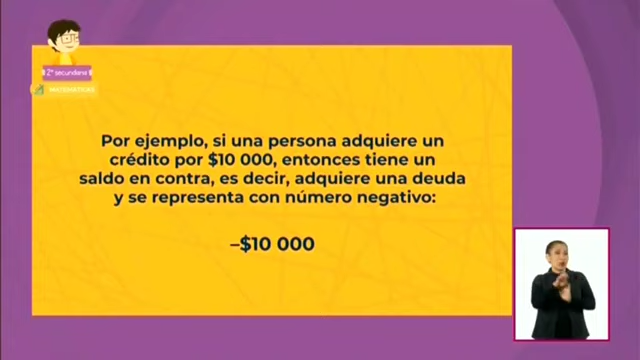 2° secundaria
MATEMÁTICAS
Por ejemplo, si una persona adquiere un
crédito por $10 000, entonces tiene un
saldo en contra, es decir, adquiere una deuda
y se representa con número negativo:
–$10 000